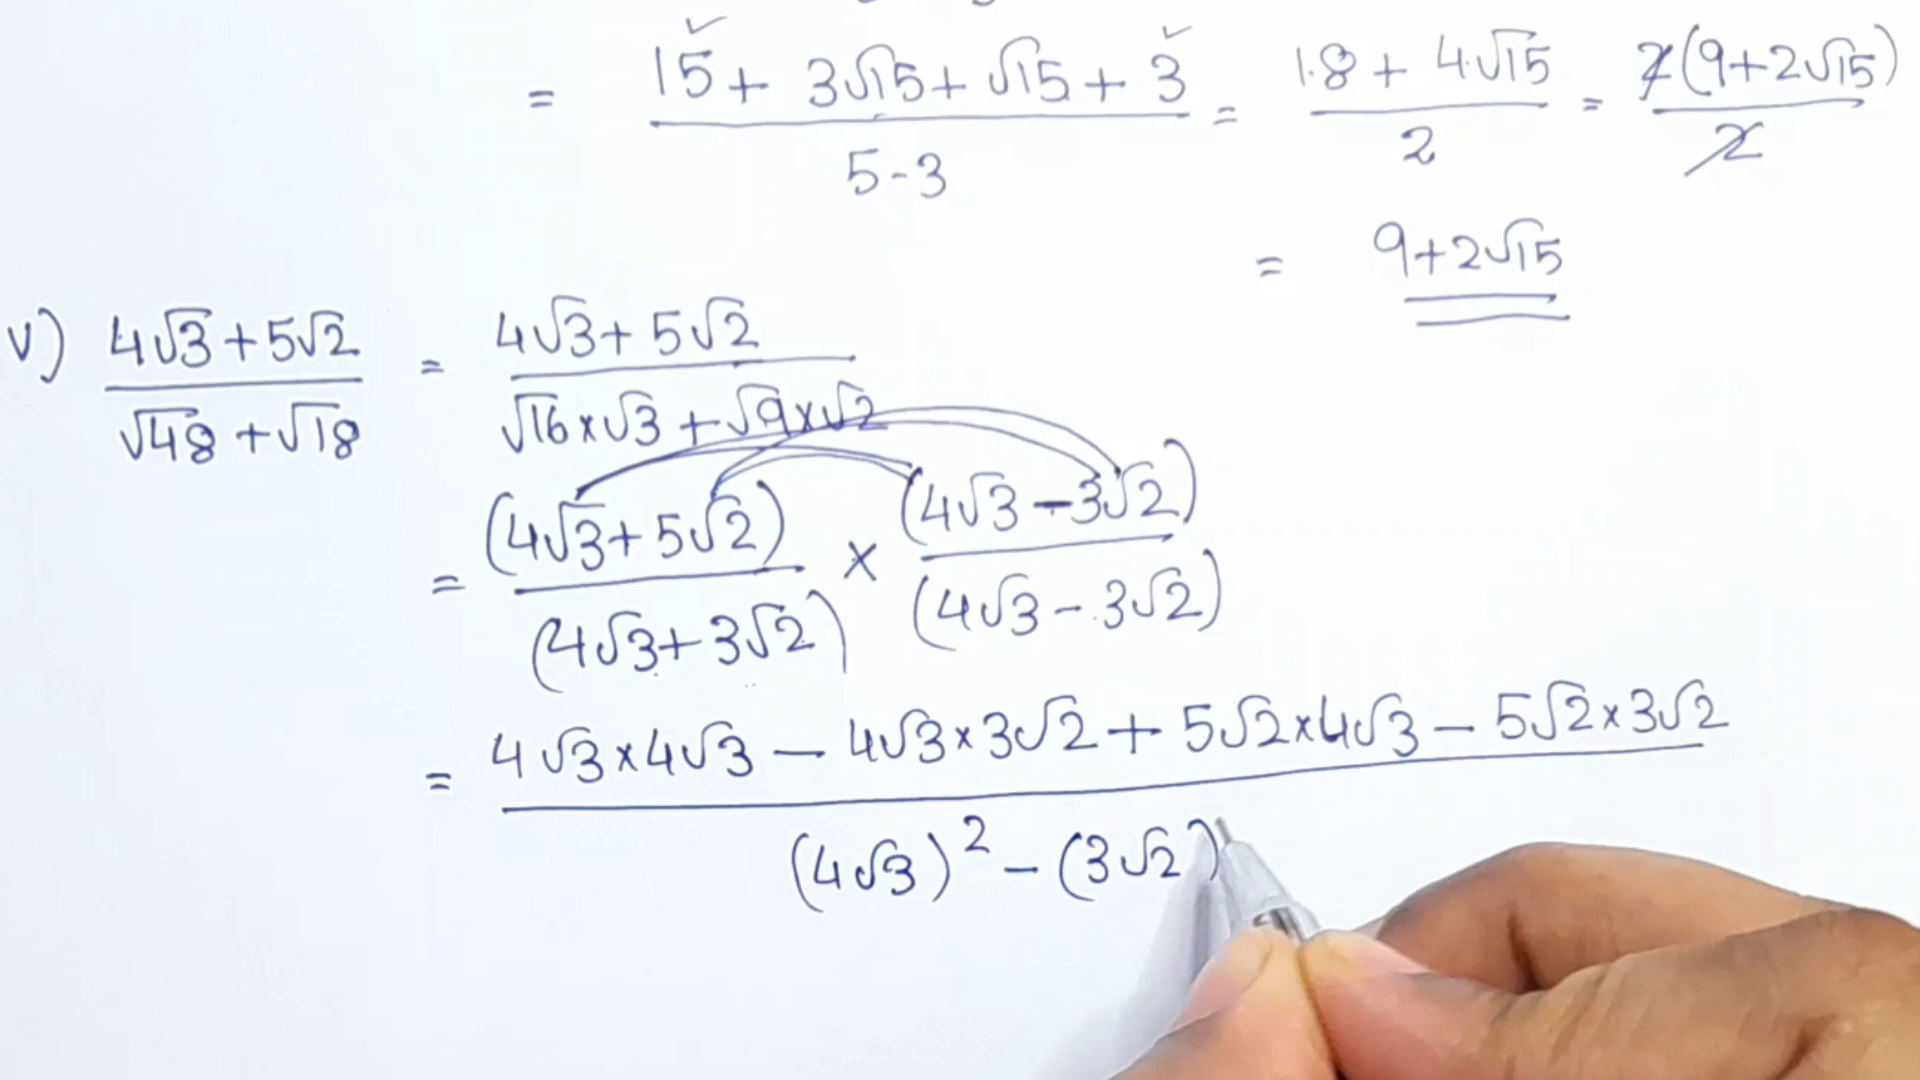 = (15 + 3√15 + √15 + 3)/(5-3) = (18 + 4√15)/2 = 2(9+2√15)/2
= 9+2√15
v) (4√3+5√2)/(√48+√18) = (4√3+5√2)/(√16×√3+√9×√2)
= (4√3+5√2)/(4√3+3√2) × (4√3-3√2)/(4√3-3√2)
= (4√3×4√3 - 4√3×3√2 + 5√2×4√3 - 5√2×3√2)/((4√3)² - (3√2)